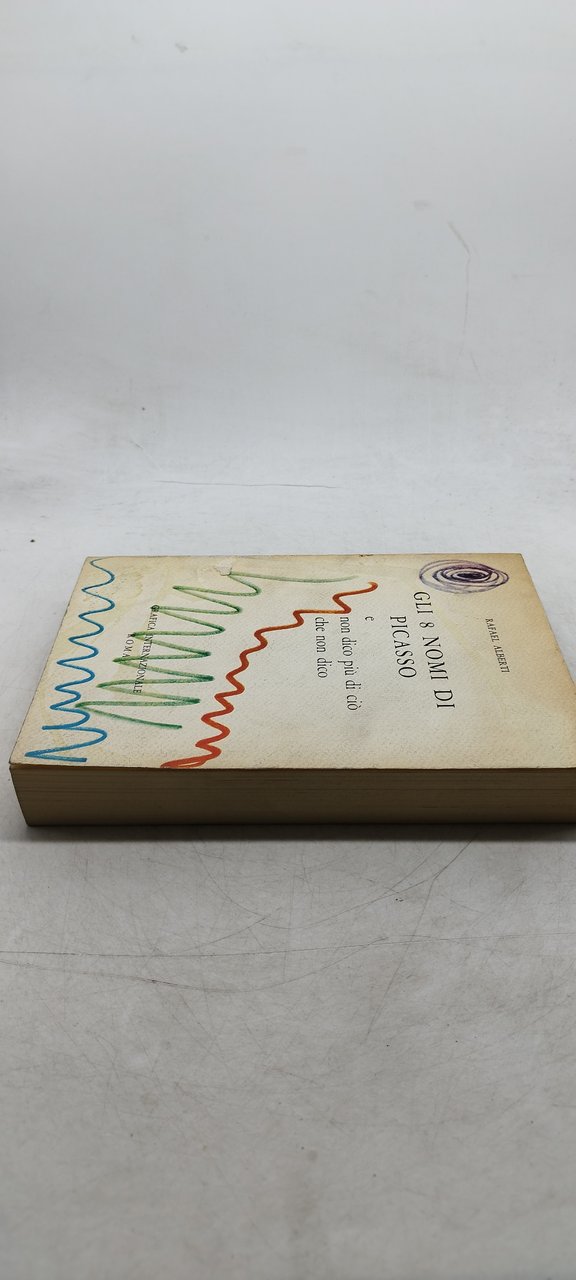 RAFAEL ALBERTI
GLI 8 NOMI DI
PICASSO
e
non dico più di ciò
che non dico
GRAFICA INTERNAZIONALE
ROMA